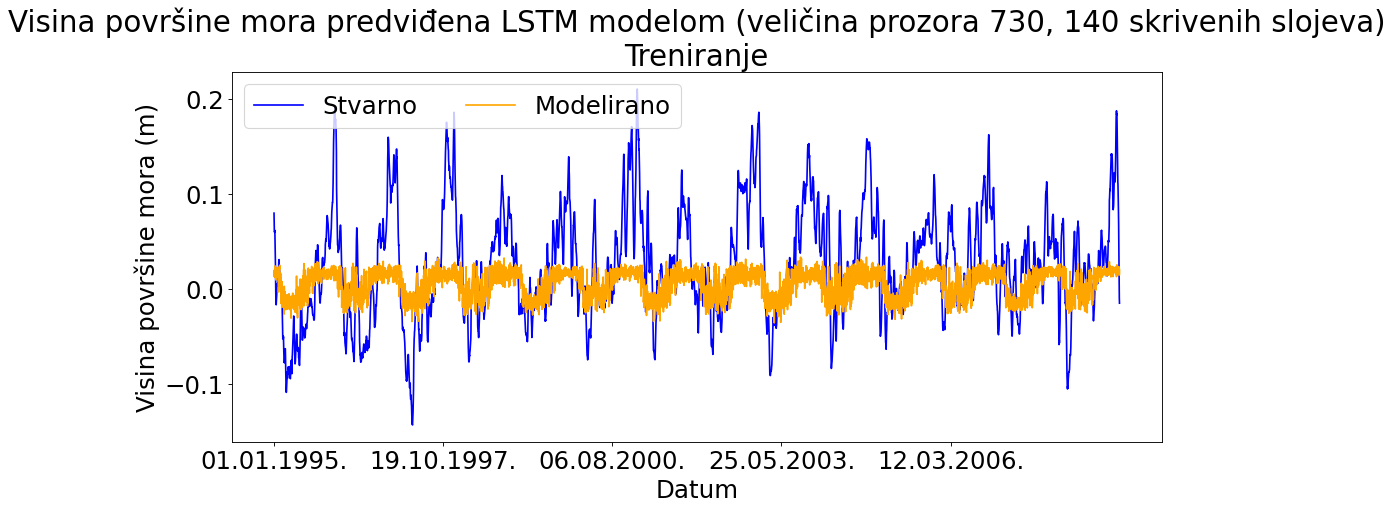 Visina površine mora predviđena LSTM modelom (veličina prozora 730, 140 skrivenih slojeva)
Treniranje
Stvarno
Modelirano
Visina površine mora (m)
0.2
0.1
0.0
−0.1
01.01.1995.
19.10.1997.
06.08.2000.
25.05.2003.
12.03.2006.
Datum